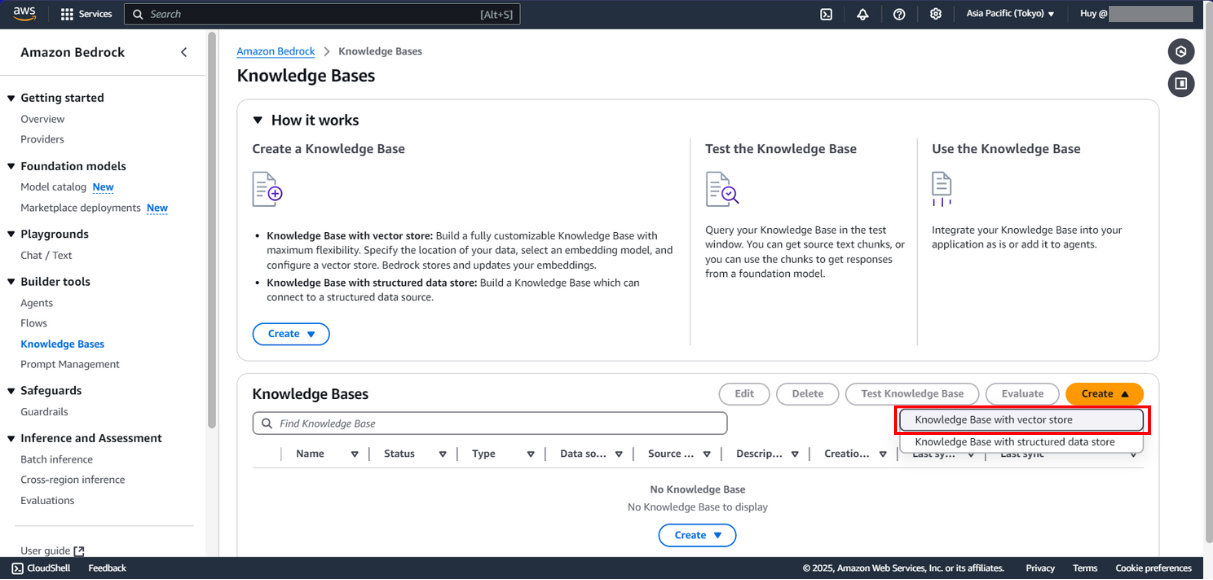 aws
Services
Search
[Alt+S]
Asia Pacific (Tokyo)
Huy @
Amazon Bedrock
Getting started
Overview
Providers
Foundation models
Model catalog New
Marketplace deployments New
Playgrounds
Chat / Text
Builder tools
Agents
Flows
Knowledge Bases
Prompt Management
Safeguards
Guardrails
Inference and Assessment
Batch inference
Cross-region inference
Evaluations
User guide
Amazon Bedrock > Knowledge Bases
Knowledge Bases
How it works
Create a Knowledge Base
• Knowledge Base with vector store: Build a fully customizable Knowledge Base with
maximum flexibility. Specify the location of your data, select an embedding model, and
configure a vector store. Bedrock stores and updates your embeddings.
• Knowledge Base with structured data store: Build a Knowledge Base which can
connect to a structured data source.
Create
Test the Knowledge Base
Query your Knowledge Base in the test
window. You can get source text chunks, or
you can use the chunks to get responses
from a foundation model.
Use the Knowledge Base
Integrate your Knowledge Base into your
application as is or add it to agents.
Knowledge Bases
Edit
Delete
Test Knowledge Base
Evaluate
Create
Find Knowledge Base
Knowledge Base with vector store
Knowledge Base with structured data store
Name
Status
Type
Data so...
Source ...
Descrip...
Creatio...
Last sy...
Last sync
No Knowledge Base
No Knowledge Base to display
Create
CloudShell
Feedback
© 2025, Amazon Web Services, Inc. or its affiliates.
Privacy
Terms
Cookie preferences